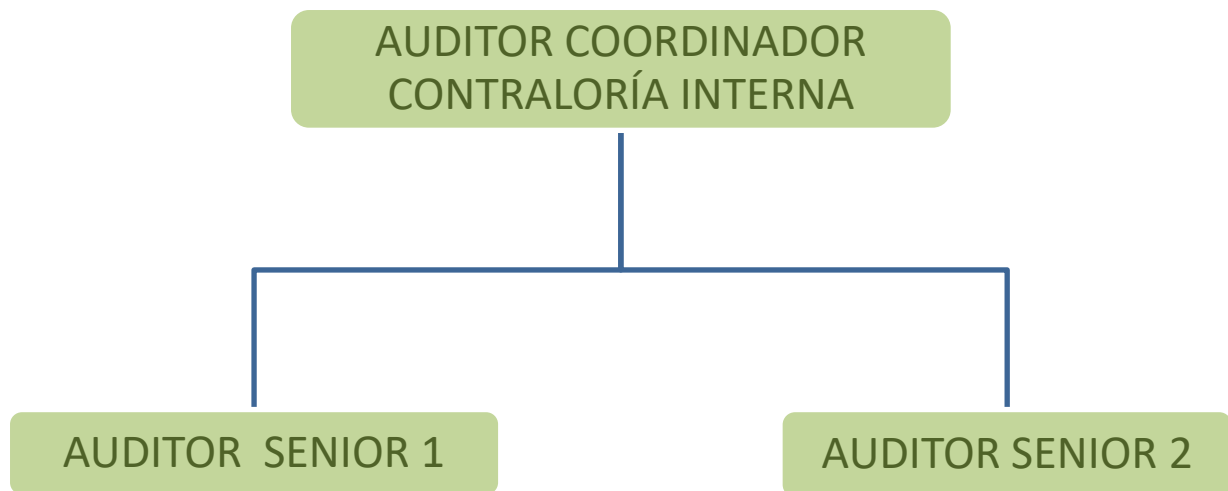 AUDITOR COORDINADOR
CONTRALORÍA INTERNA
AUDITOR SENIOR 1
AUDITOR SENIOR 2